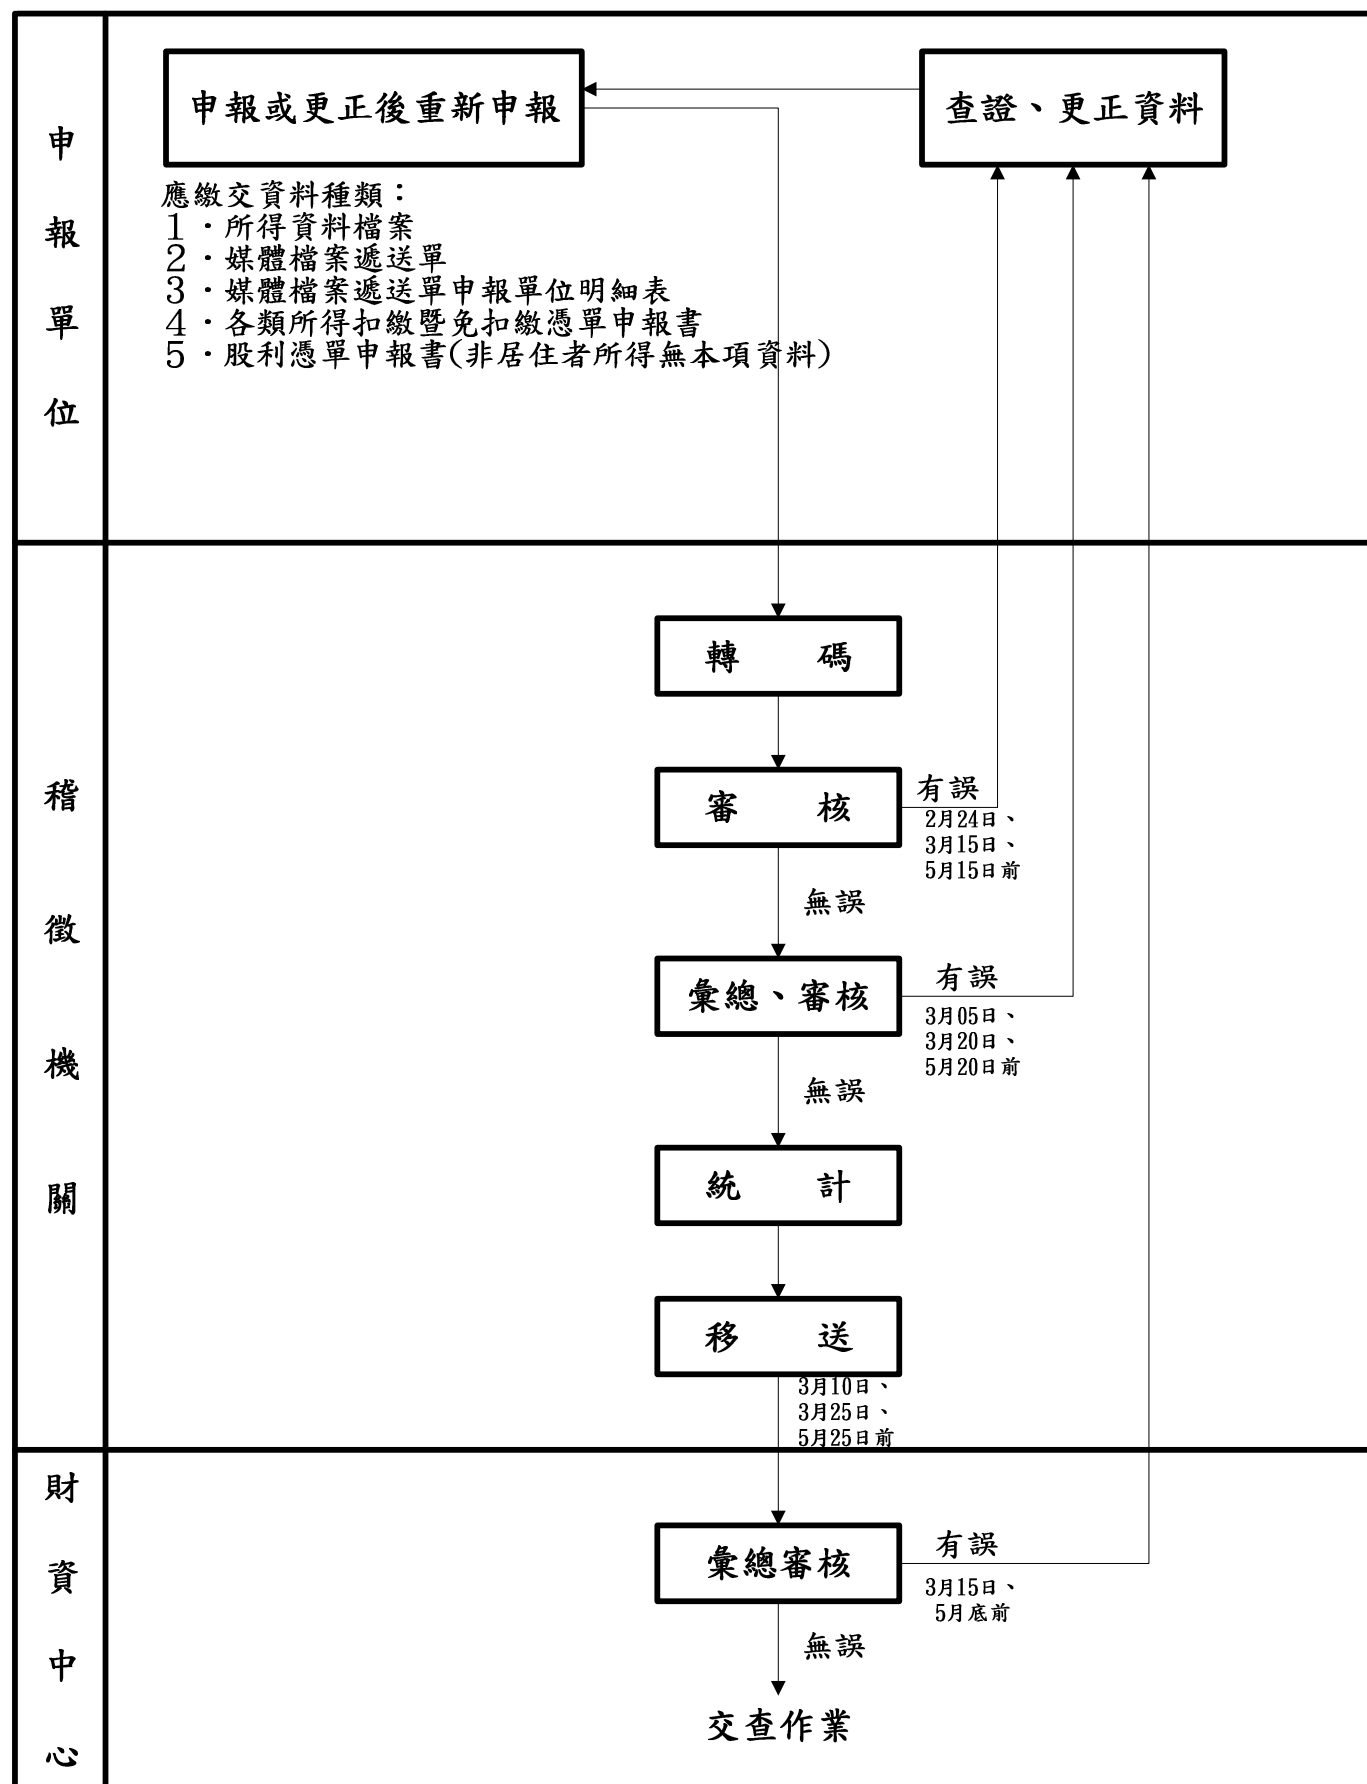 申報單位
申報或更正後重新申報
查證、更正資料
應繳交資料種類：
1．所得資料檔案
2．媒體檔案遞送單
3．媒體檔案遞送單申報單位明細表
4．各類所得扣繳暨免扣繳憑單申報書
5．股利憑單申報書(非居住者所得無本項資料)
稽徵機關
轉碼
審核
有誤
2月24日、
3月15日、
5月15日前
無誤
彙總、審核
有誤
3月05日、
3月20日、
5月20日前
無誤
統計
移送
3月10日、
3月25日、
5月25日前
財資中心
彙總審核
有誤
3月15日、
5月底前
無誤
交查作業